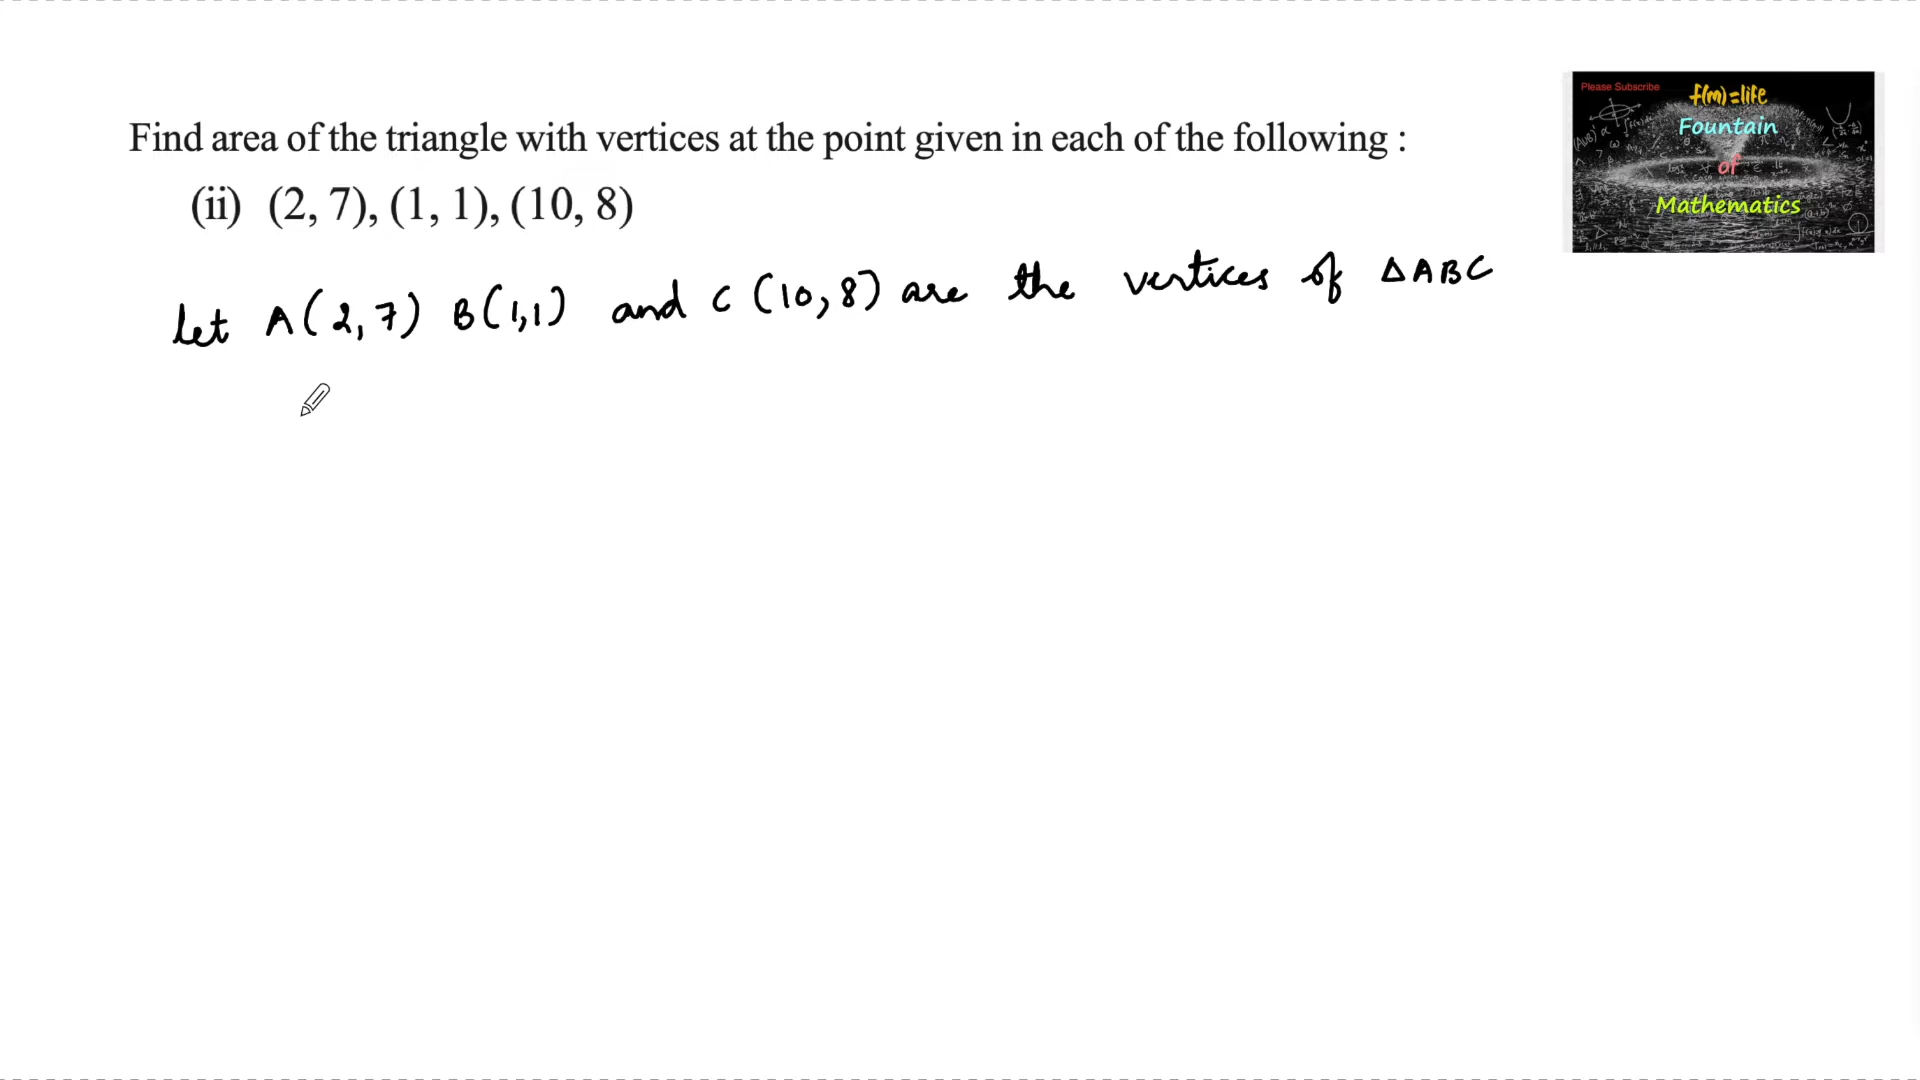 Please Subscribe
f(m)=life
Fountain
of
Mathematics
Find area of the triangle with vertices at the point given in each of the following :
(ii) (2, 7), (1, 1), (10, 8)
let A(2,7) B(1,1) and C (10,8) are the vertices of ΔABC